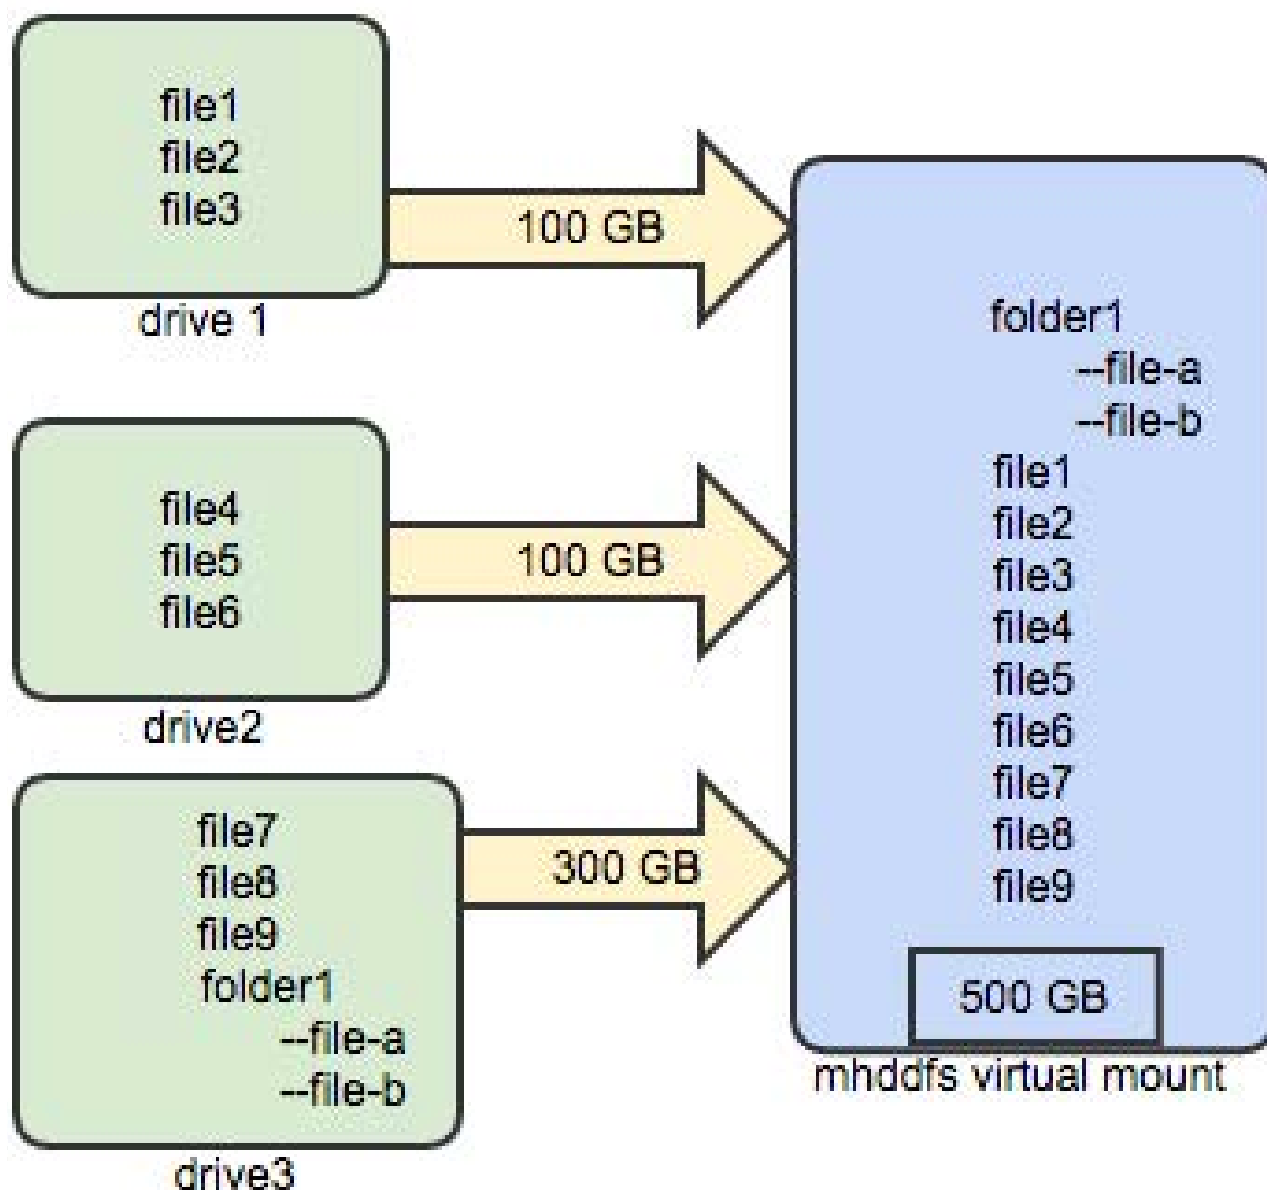 file1
file2
file3
drive 1
100 GB
file4
file5
file6
drive2
100 GB
file7
file8
file9
folder1
--file-a
--file-b
drive3
300 GB
folder1
--file-a
--file-b
file1
file2
file3
file4
file5
file6
file7
file8
file9
500 GB
mhddfs virtual mount